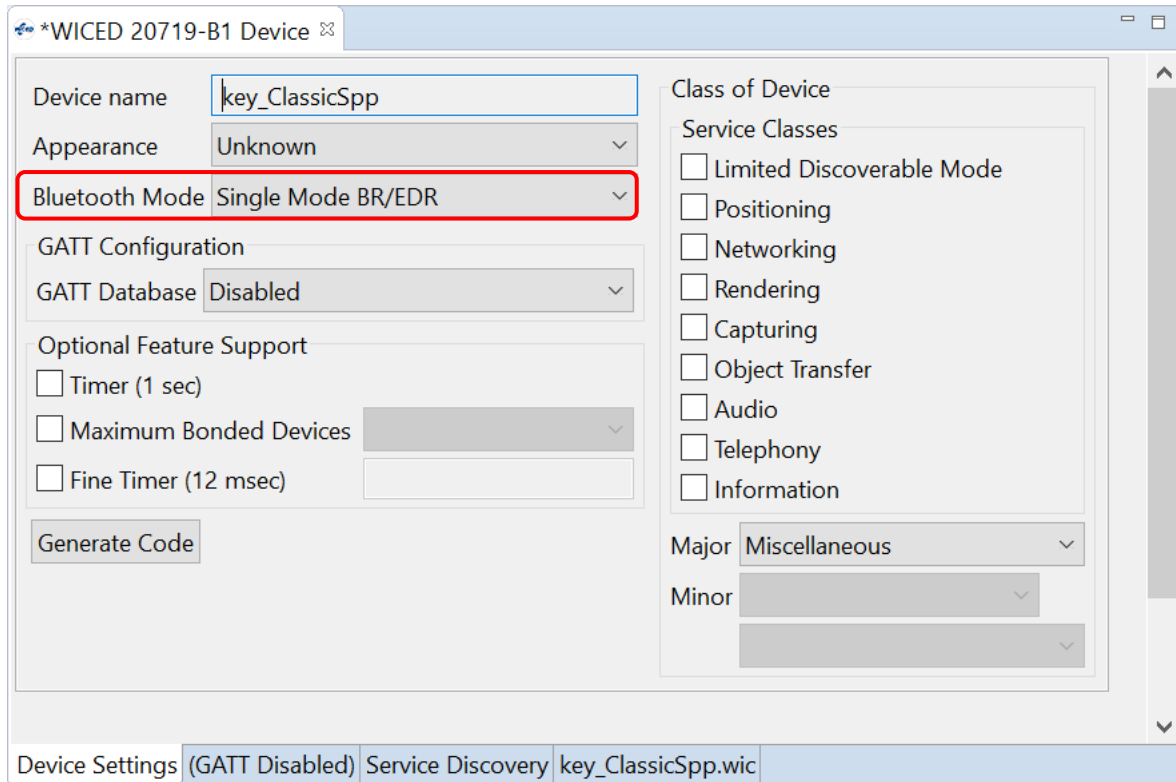 *WICED 20719-B1 Device
Device name key_ClassicSpp
Appearance Unknown
Bluetooth Mode Single Mode BR/EDR
GATT Configuration
GATT Database Disabled
Optional Feature Support
Timer (1 sec)
Maximum Bonded Devices
Fine Timer (12 msec)
Generate Code
Class of Device
Service Classes
Limited Discoverable Mode
Positioning
Networking
Rendering
Capturing
Object Transfer
Audio
Telephony
Information
Major Miscellaneous
Minor
Device Settings (GATT Disabled) Service Discovery key_ClassicSpp.wic